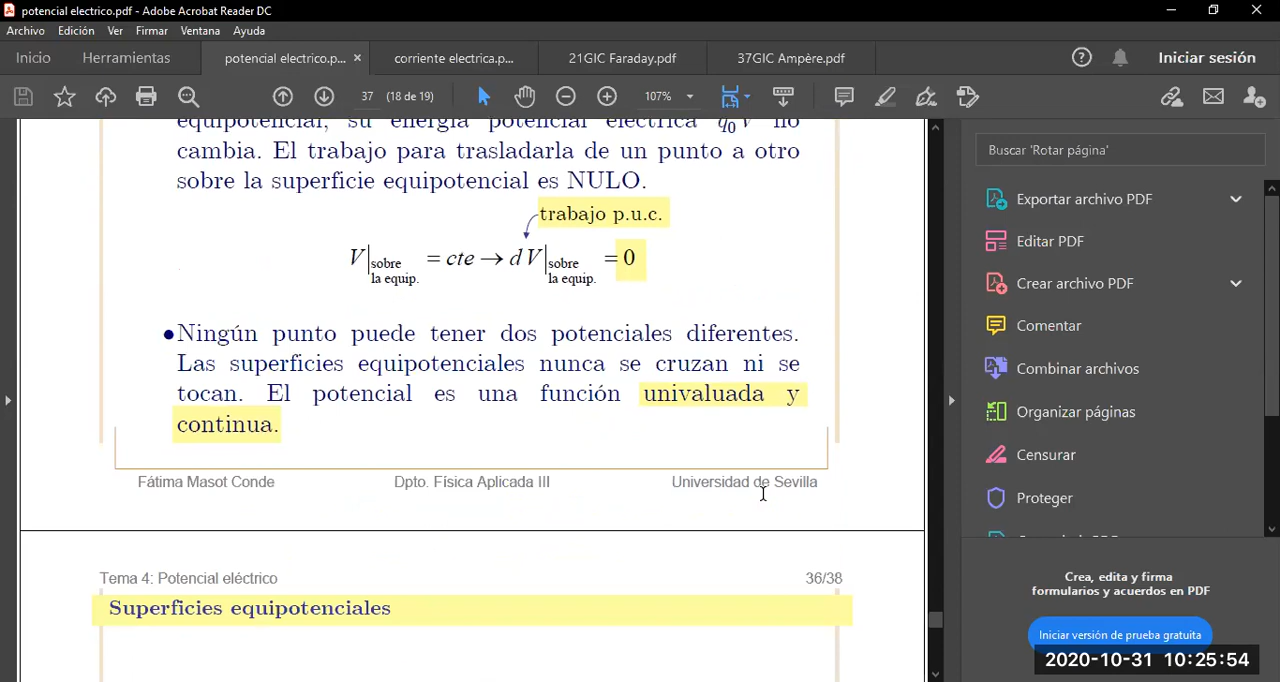 potencial electrico.pdf - Adobe Acrobat Reader DC
Archivo Edición Ver Firmar Ventana Ayuda
Inicio Herramientas potencial electrico.p... × corriente electrica.p... 21GIC Faraday.pdf 37GIC Ampère.pdf Iniciar sesión
37 (18 de 19) 107%
equipotencial, su energía potencial eléctrica q₀V no
cambia. El trabajo para trasladarla de un punto a otro
sobre la superficie equipotencial es NULO.
trabajo p.u.c.
V|sobre la equip. = cte → dV|sobre la equip. = 0
●Ningún punto puede tener dos potenciales diferentes.
Las superficies equipotenciales nunca se cruzan ni se
tocan. El potencial es una función univaluada y
continua.
Fátima Masot Conde Dpto. Física Aplicada III Universidad de Sevilla
Tema 4: Potencial eléctrico 36/38
Superficies equipotenciales
Buscar 'Rotar página'
Exportar archivo PDF
Editar PDF
Crear archivo PDF
Comentar
Combinar archivos
Organizar páginas
Censurar
Proteger
Crea, edita y firma
formularios y acuerdos en PDF
Iniciar versión de prueba gratuita
2020-10-31 10:25:54